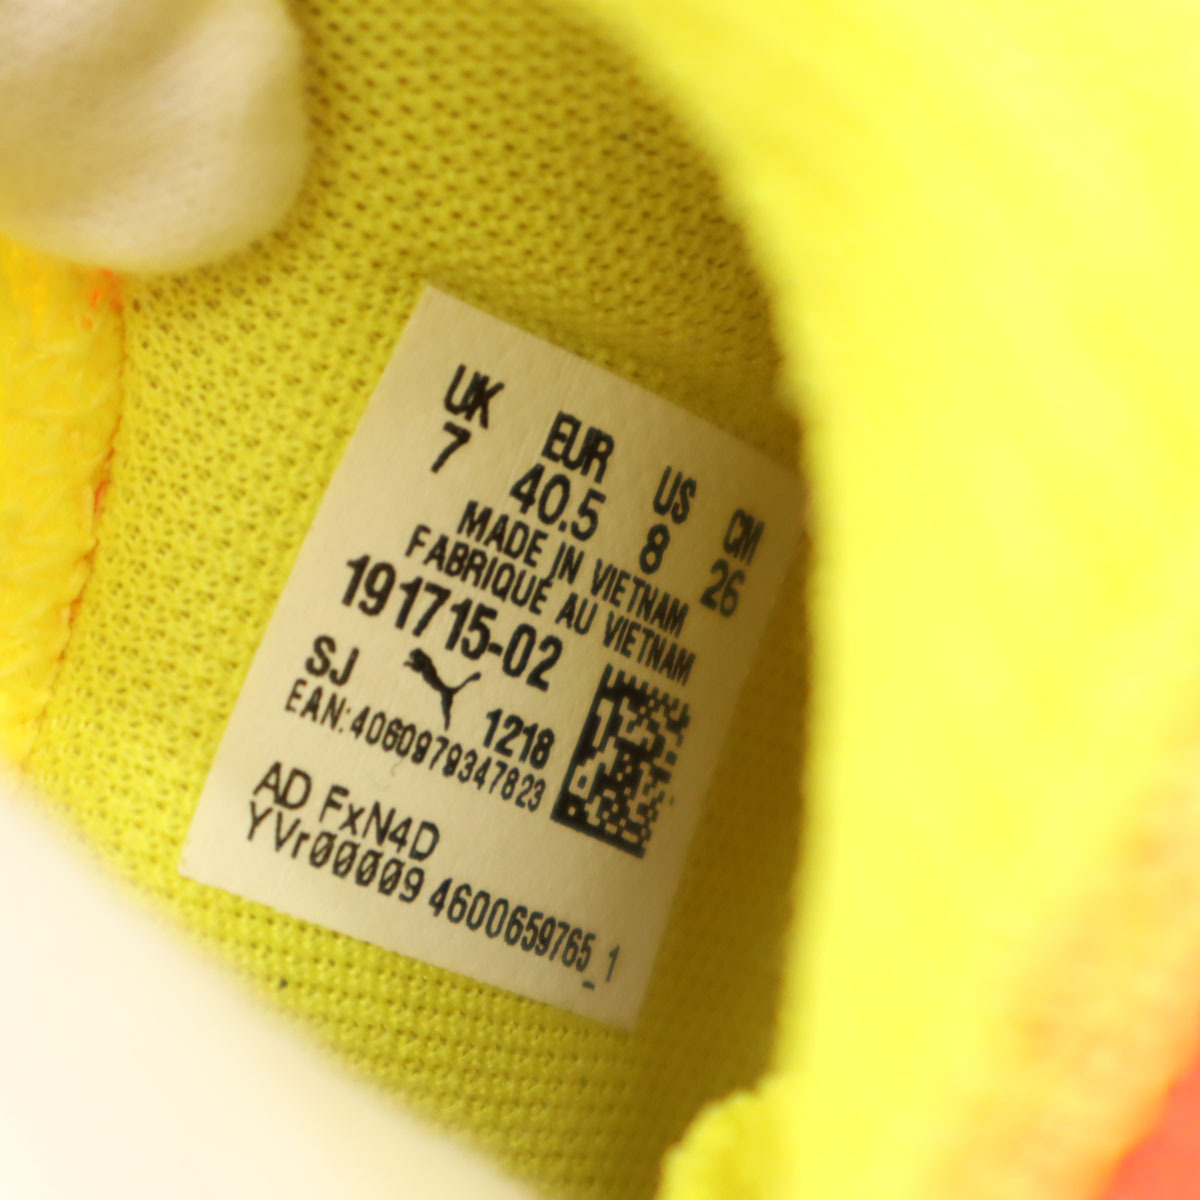 UK EUR US CM
7 40.5 8 26
MADE IN VIETNAM
FABRIQUÉ AU VIETNAM
191715-02
SJ 1218
EAN:4060979347823
AD FxN4D
YVr00009 4600659765_1